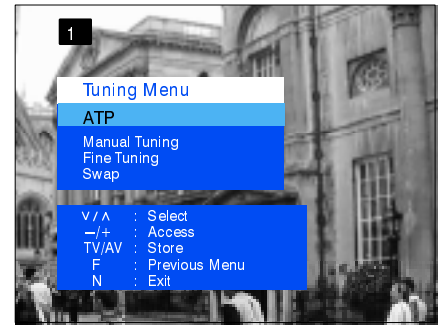 1
Tuning Menu
ATP
Manual Tuning
Fine Tuning
Swap
∨/∧ : Select
–/+ : Access
TV/AV : Store
F : Previous Menu
N : Exit